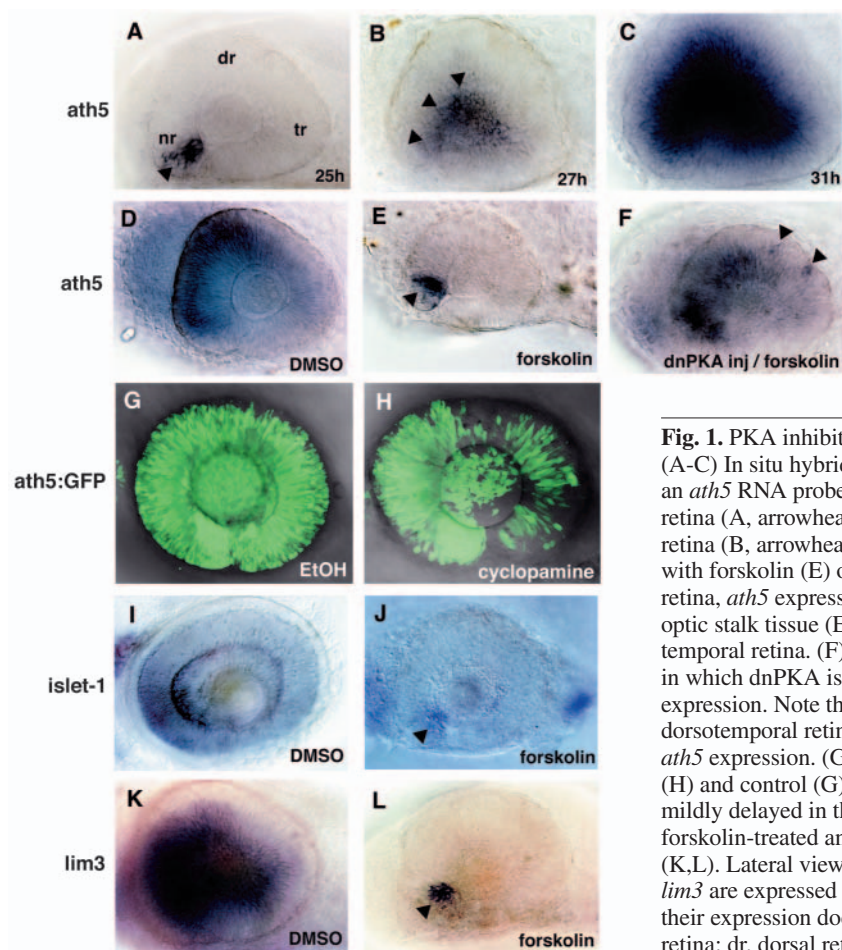 A
B
C
dr
ath5
nr
tr
25h
27h
31h
D
E
F
ath5
DMSO
forskolin
dnPKA inj / forskolin
G
H
ath5:GFP
EtOH
cyclopamine
I
J
islet-1
DMSO
forskolin
K
L
lim3
DMSO
forskolin
Fig. 1. PKA inhibit
(A-C) In situ hybridi
an ath5 RNA probe
retina (A, arrowhea
retina (B, arrowhea
with forskolin (E) o
retina, ath5 express
optic stalk tissue (E
temporal retina. (F)
in which dnPKA is
expression. Note th
dorsotemporal retin
ath5 expression. (G
(H) and control (G)
mildly delayed in th
forskolin-treated an
(K,L). Lateral view
lim3 are expressed
their expression doe
retina; dr, dorsal ret